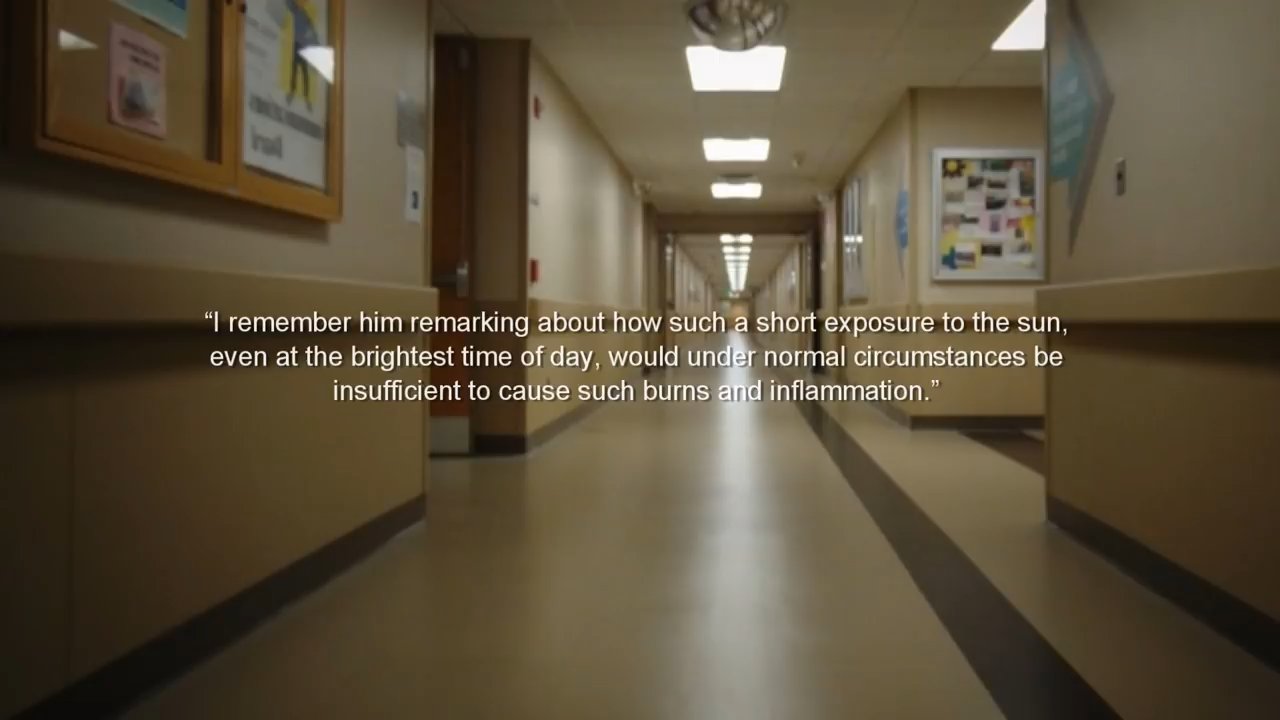 “I remember him remarking about how such a short exposure to the sun,
even at the brightest time of day, would under normal circumstances be
insufficient to cause such burns and inflammation.”